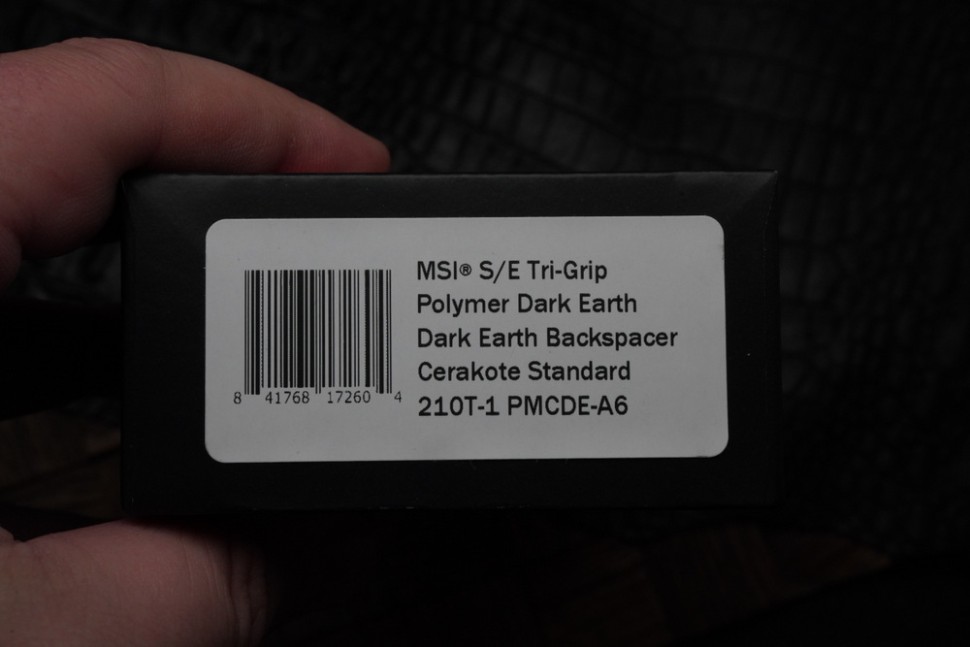 MSI® S/E Tri-Grip
Polymer Dark Earth
Dark Earth Backspacer
Cerakote Standard
210T-1 PMCDE-A6
8 41768 17260 4